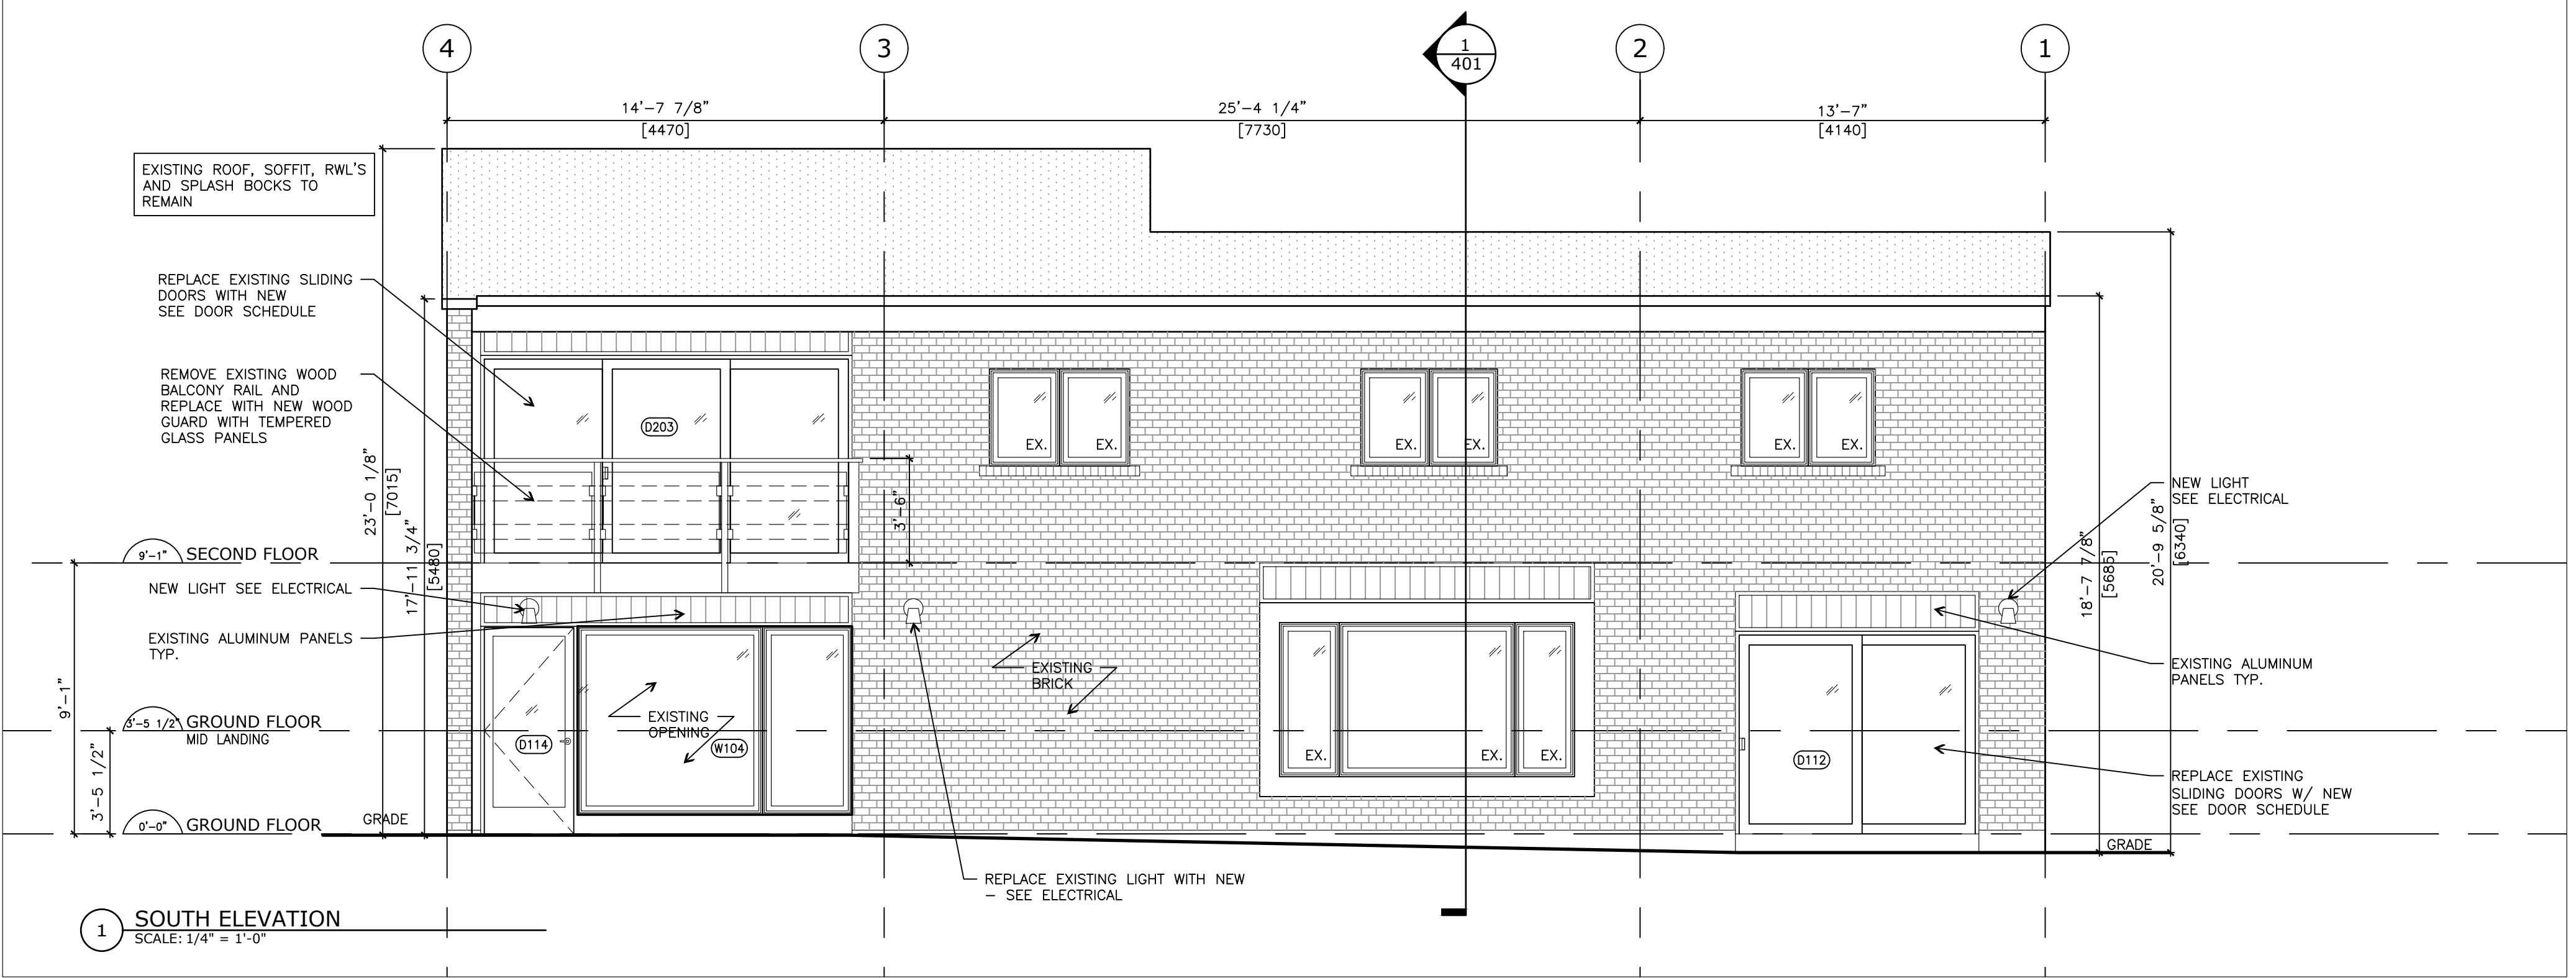 4
3
1
401
2
1
14'-7 7/8"
[4470]
25'-4 1/4"
[7730]
13'-7"
[4140]
EXISTING ROOF, SOFFIT, RWL'S
AND SPLASH BOCKS TO
REMAIN
REPLACE EXISTING SLIDING
DOORS WITH NEW
SEE DOOR SCHEDULE
REMOVE EXISTING WOOD
BALCONY RAIL AND
REPLACE WITH NEW WOOD
GUARD WITH TEMPERED
GLASS PANELS
23'-0 1/8"
[7015]
17'-11 3/4"
[5480]
D203
EX.
EX.
EX.
EX.
EX.
EX.
3'-6"
NEW LIGHT
SEE ELECTRICAL
18'-7 7/8"
[5685]
20'-9 5/8"
[6340]
9'-1"
SECOND FLOOR
NEW LIGHT SEE ELECTRICAL
EXISTING ALUMINUM PANELS
TYP.
EXISTING
BRICK
EXISTING ALUMINUM
PANELS TYP.
9'-1"
3'-5 1/2"
GROUND FLOOR
MID LANDING
3'-5 1/2"
EXISTING
OPENING
D114
W104
EX.
EX.
EX.
D112
REPLACE EXISTING
SLIDING DOORS W/ NEW
SEE DOOR SCHEDULE
0'-0"
GROUND FLOOR
GRADE
GRADE
REPLACE EXISTING LIGHT WITH NEW
- SEE ELECTRICAL
1
SOUTH ELEVATION
SCALE: 1/4" = 1'-0"